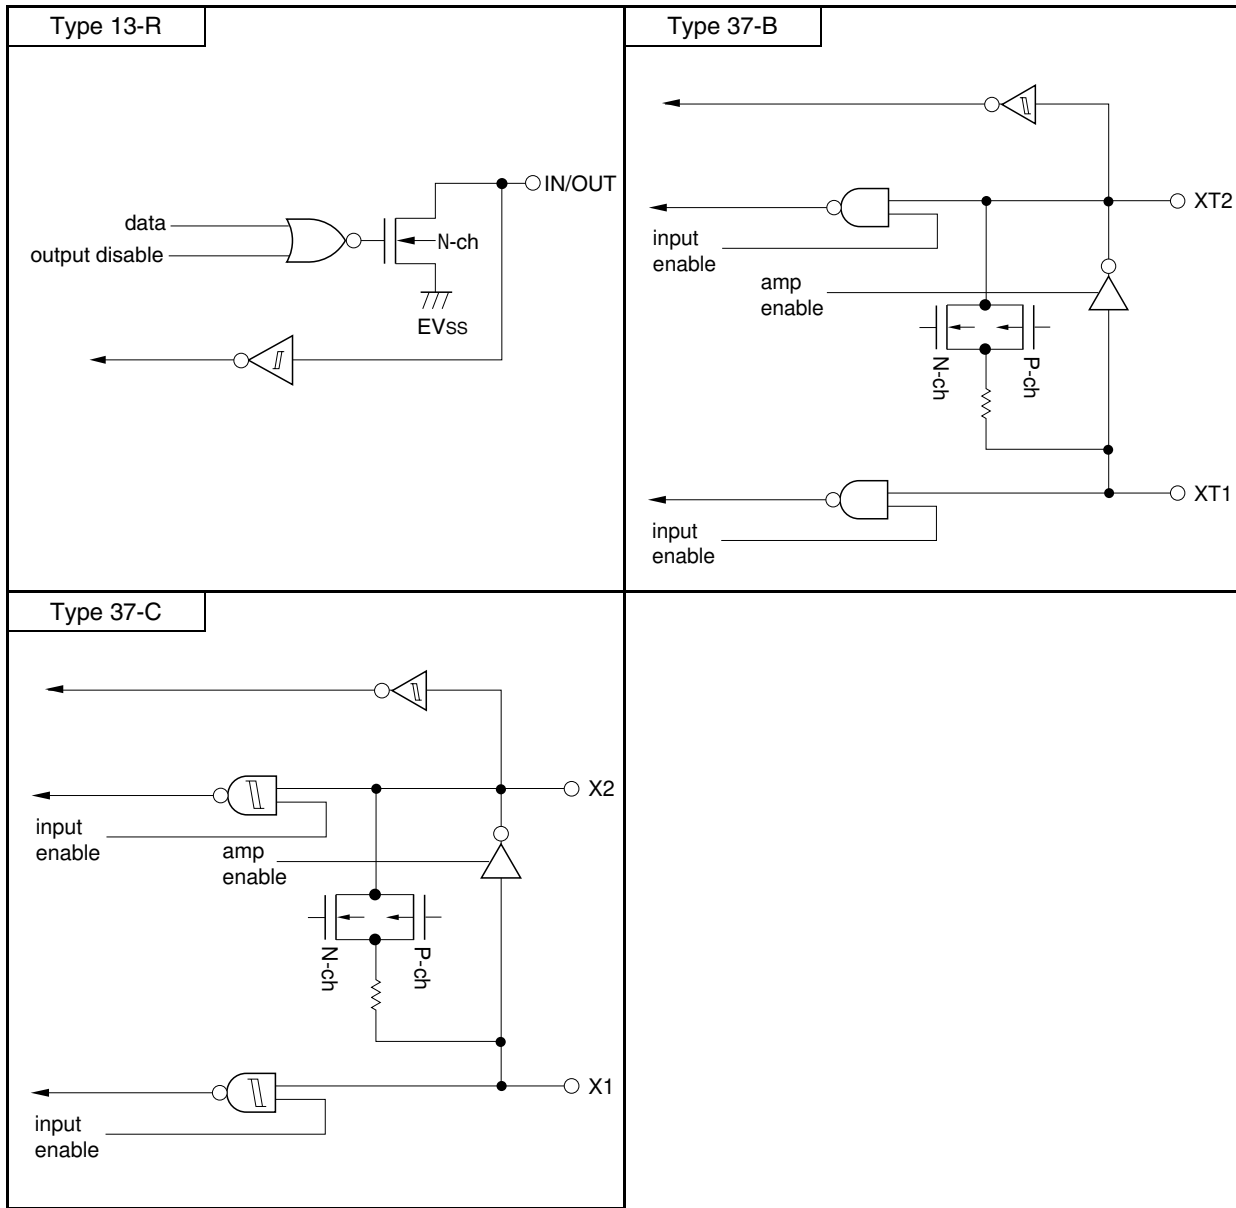 Type 13-R
data
output disable
N-ch
EVSS
IN/OUT
Type 37-B
XT2
input
enable
amp
enable
N-ch
P-ch
XT1
input
enable
Type 37-C
X2
input
enable
amp
enable
N-ch
P-ch
X1
input
enable